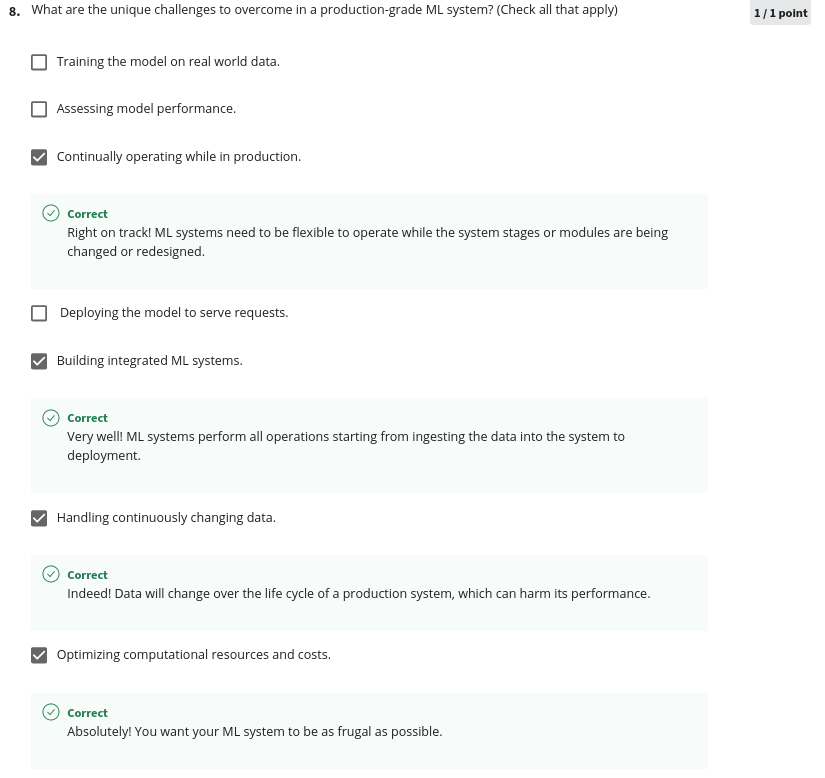 8. What are the unique challenges to overcome in a production-grade ML system? (Check all that apply)
1 / 1 point
Training the model on real world data.
Assessing model performance.
Continually operating while in production.
Correct
Right on track! ML systems need to be flexible to operate while the system stages or modules are being
changed or redesigned.
Deploying the model to serve requests.
Building integrated ML systems.
Correct
Very well! ML systems perform all operations starting from ingesting the data into the system to
deployment.
Handling continuously changing data.
Correct
Indeed! Data will change over the life cycle of a production system, which can harm its performance.
Optimizing computational resources and costs.
Correct
Absolutely! You want your ML system to be as frugal as possible.